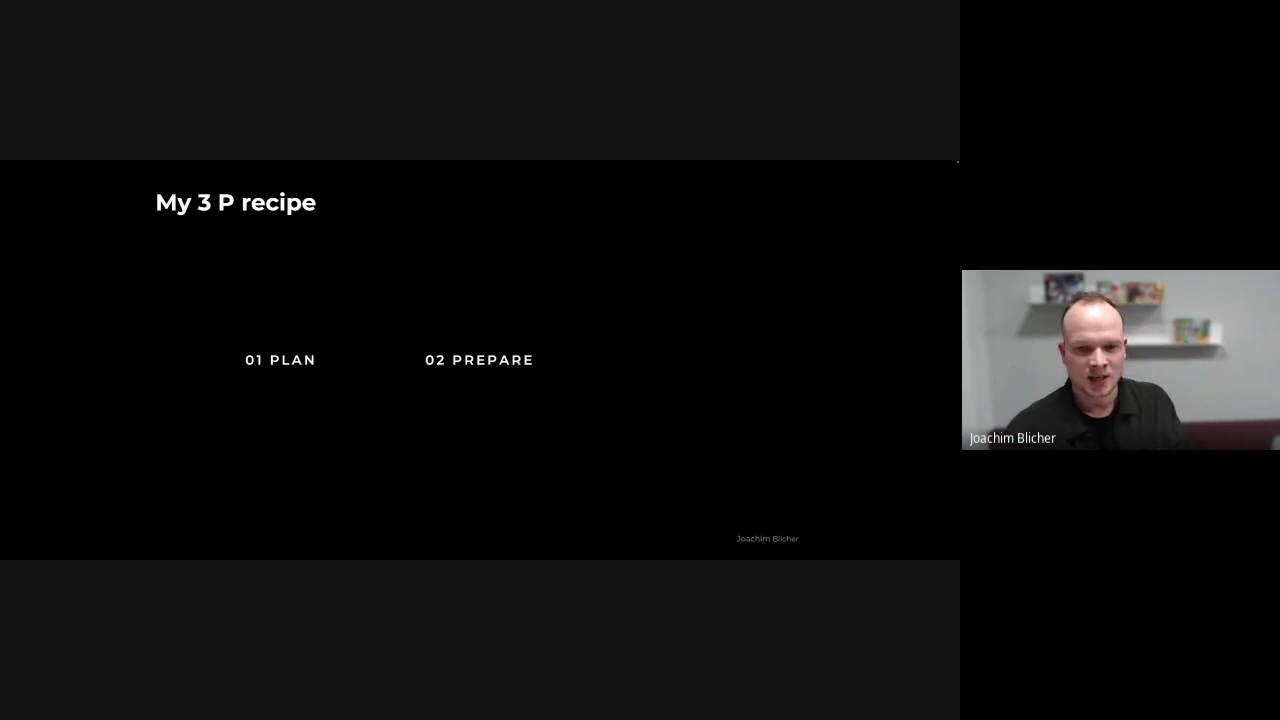 My 3 P recipe
01 PLAN
02 PREPARE
Joachim Blicher
Joachim Blicher